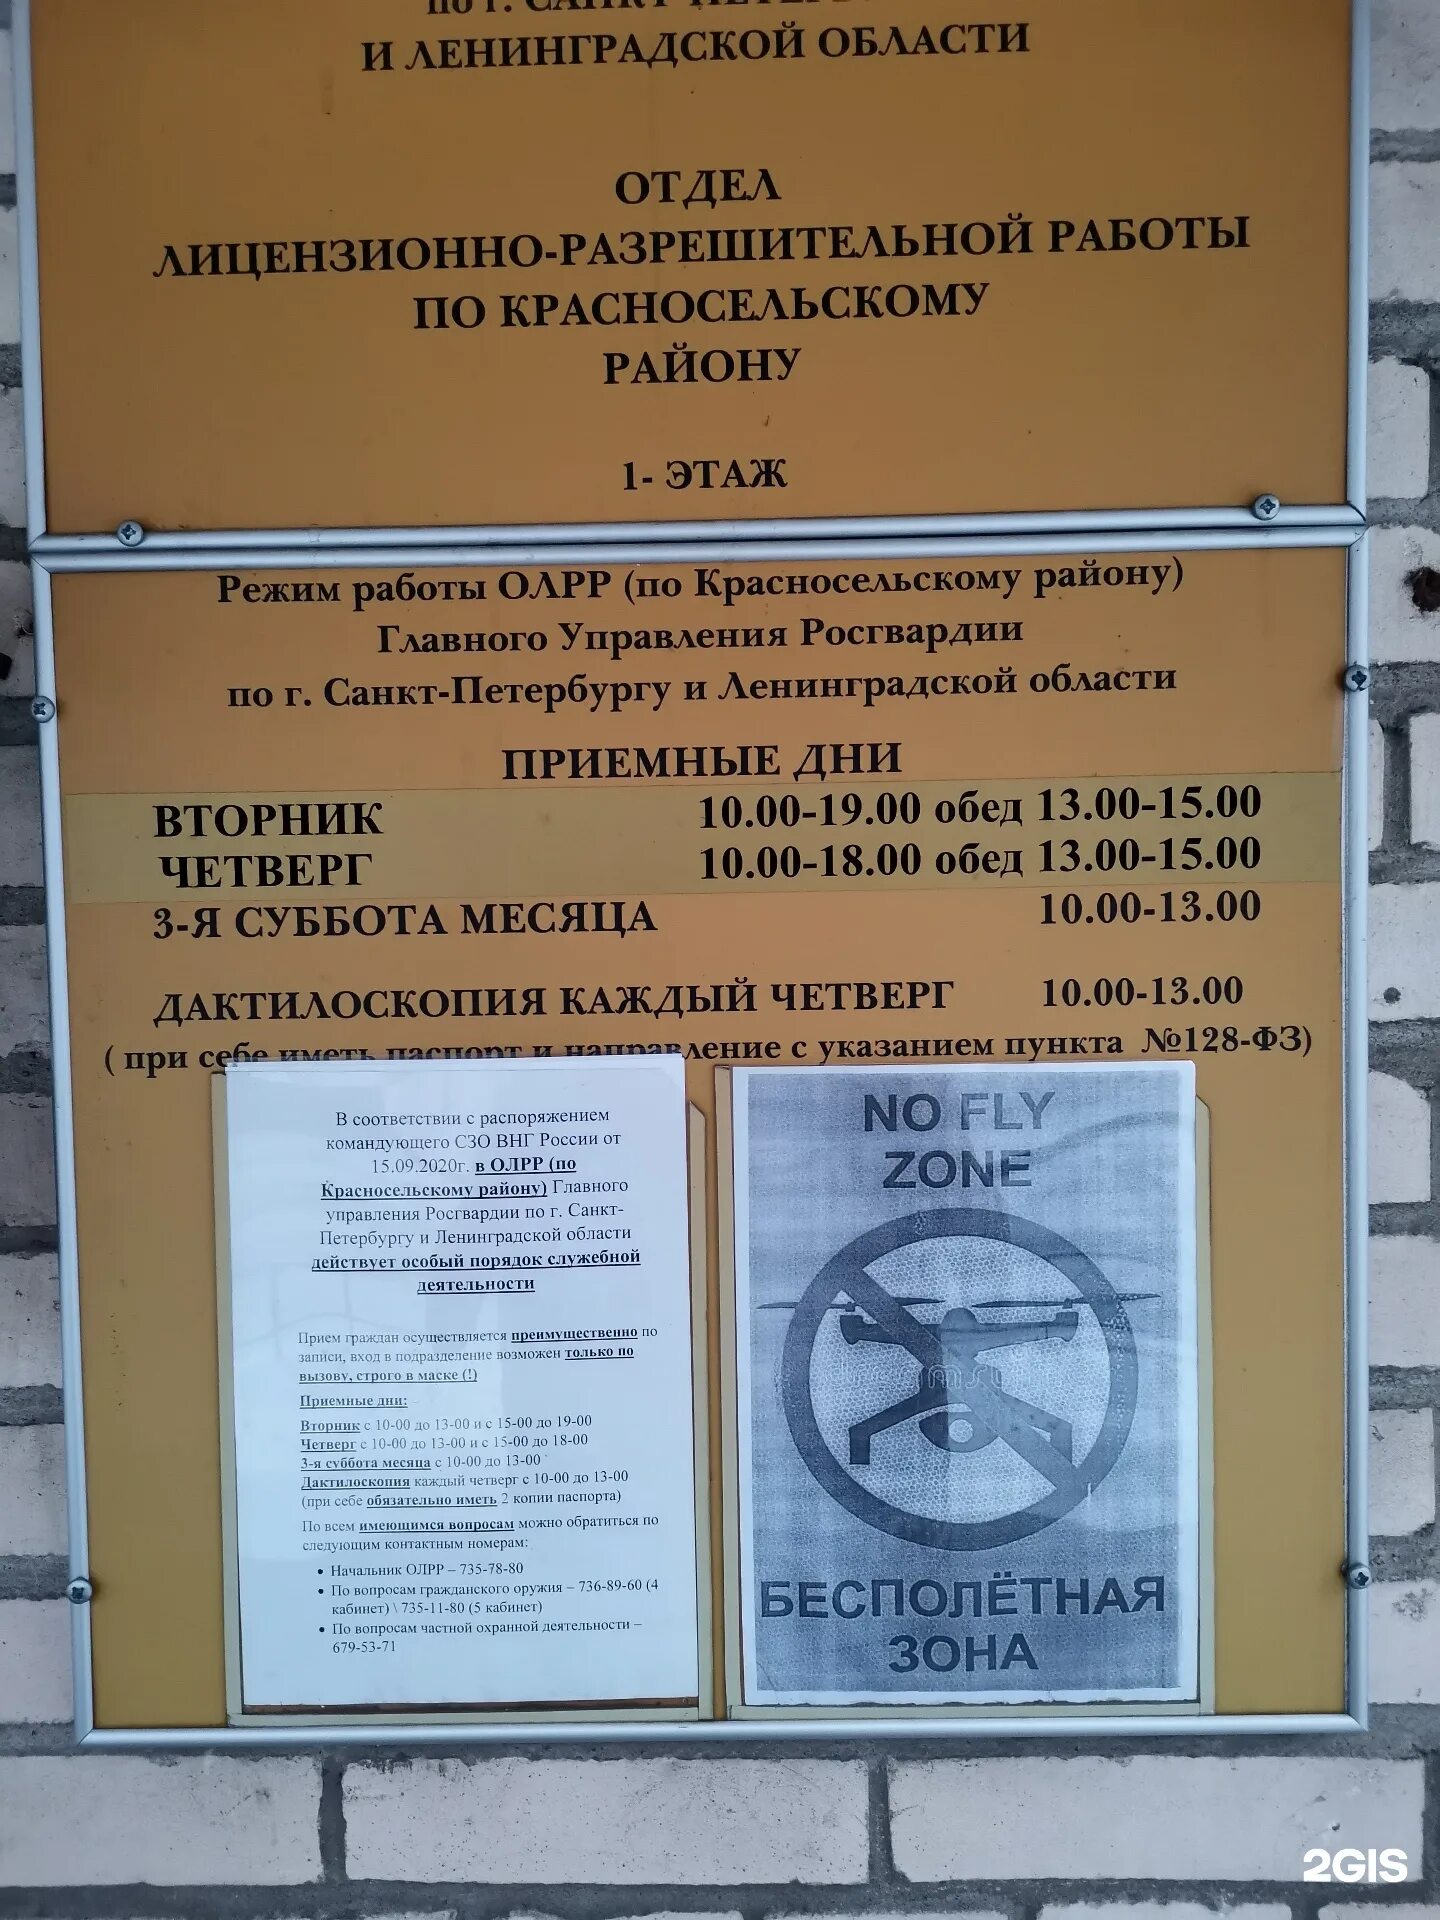 И ЛЕНИНГРАДСКОЙ ОБЛАСТИ
ОТДЕЛ
ЛИЦЕНЗИОННО-РАЗРЕШИТЕЛЬНОЙ РАБОТЫ
ПО КРАСНОСЕЛЬСКОМУ
РАЙОНУ
1- ЭТАЖ
Режим работы ОЛРР (по Красносельскому району)
Главного Управления Росгвардии
по г. Санкт-Петербургу и Ленинградской области
ПРИЕМНЫЕ ДНИ
ВТОРНИК 10.00-19.00 обед 13.00-15.00
ЧЕТВЕРГ 10.00-18.00 обед 13.00-15.00
3-Я СУББОТА МЕСЯЦА 10.00-13.00
ДАКТИЛОСКОПИЯ КАЖДЫЙ ЧЕТВЕРГ 10.00-13.00
( при себе иметь паспорт и направление с указанием пункта №128-ФЗ)
В соответствии с распоряжением
командующего СЗО ВНГ России от
15.09.2020г. в ОЛРР (по
Красносельскому району) Главного
управления Росгвардии по г. Санкт-
Петербургу и Ленинградской области
действует особый порядок служебной
деятельности
Прием граждан осуществляется преимущественно по
записи, вход в подразделение возможен только по
вызову, строго в маске (!)
Приемные дни:
Вторник с 10-00 до 13-00 и с 15-00 до 19-00
Четверг с 10-00 до 13-00 и с 15-00 до 18-00
3-я суббота месяца с 10-00 до 13-00
Дактилоскопия каждый четверг с 10-00 до 13-00
(при себе обязательно иметь 2 копии паспорта)
По всем имеющимся вопросам можно обратиться по
следующим контактным номерам:
• Начальник ОЛРР – 735-78-80
• По вопросам гражданского оружия – 736-89-60 (4
кабинет) \ 735-11-80 (5 кабинет)
• По вопросам частной охранной деятельности –
679-53-71
NO FLY
ZONE
БЕСПОЛЁТНАЯ
ЗОНА
2GIS